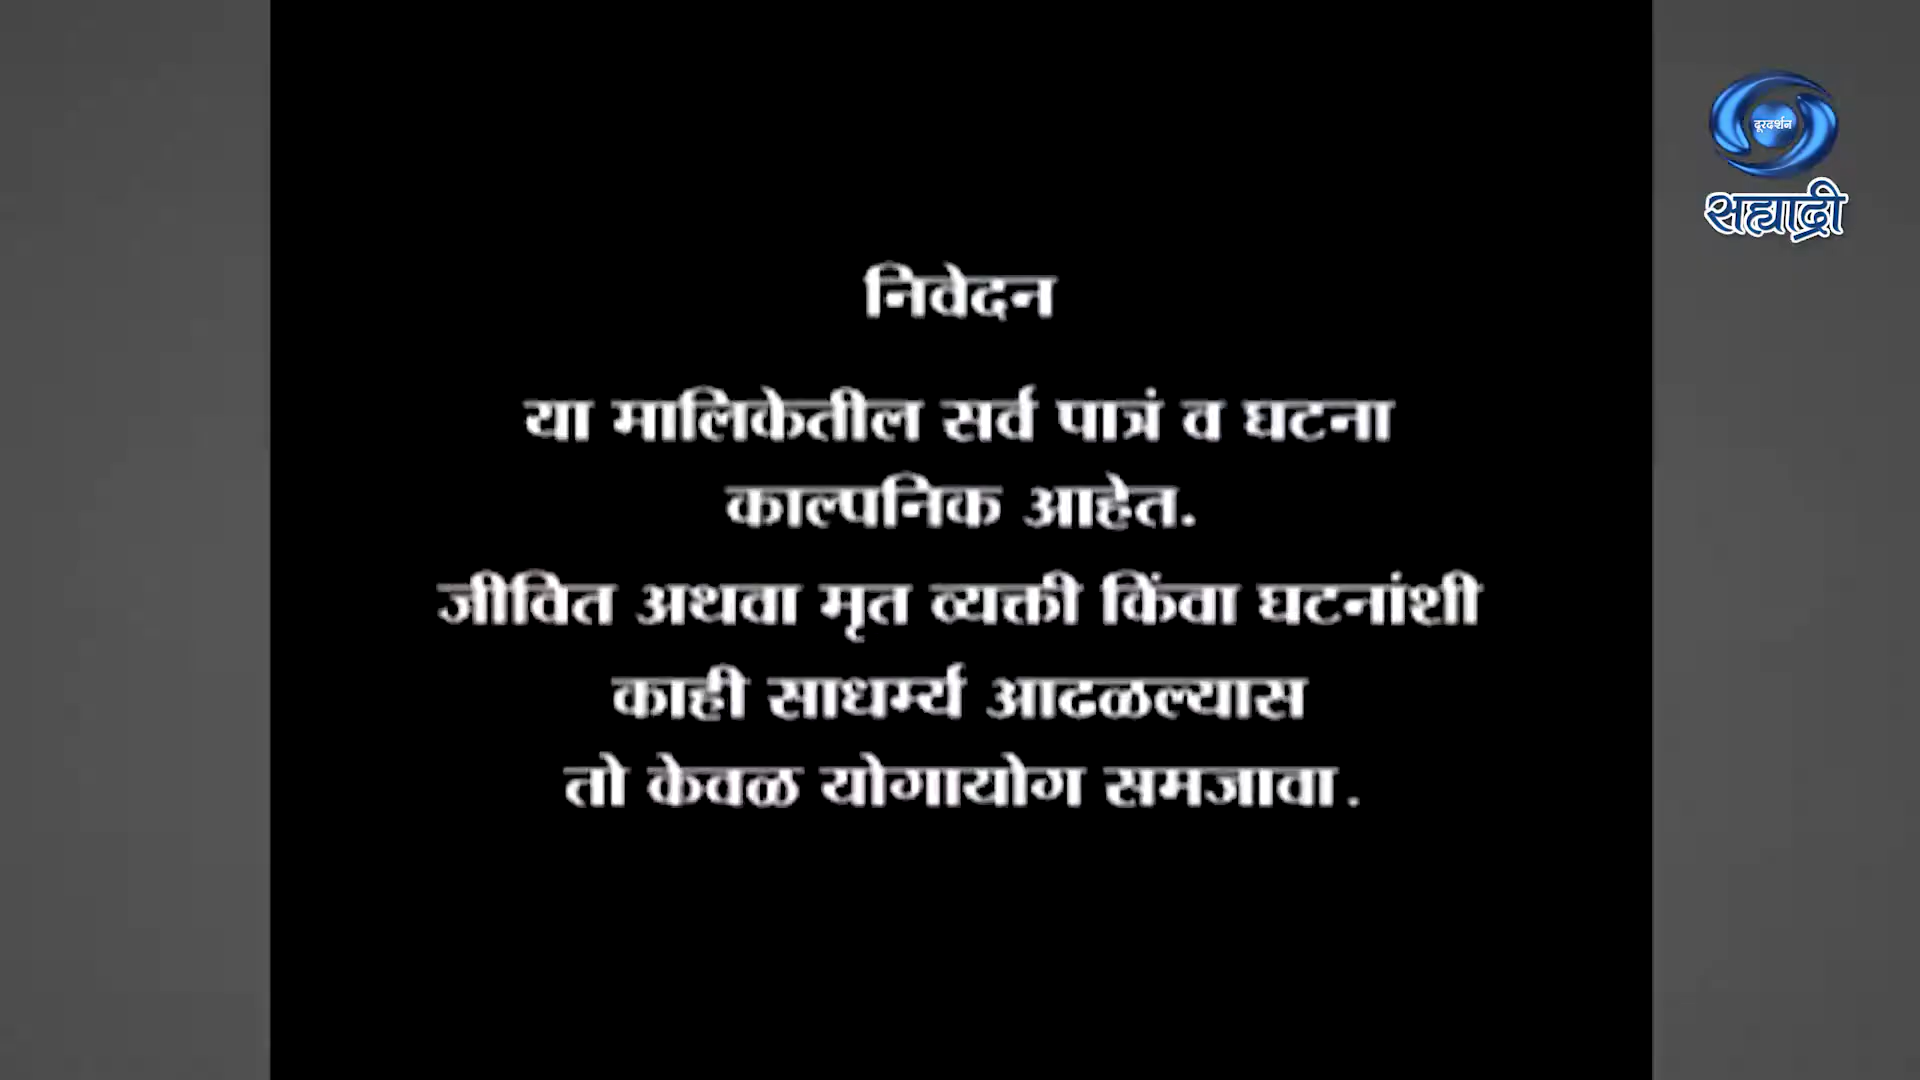 दूरदर्शन
सह्याद्री
निवेदन
या मालिकेतील सर्व पात्रं व घटना
काल्पनिक आहेत.
जीवित अथवा मृत व्यक्ती किंवा घटनांशी
काही साधर्म्य आढळल्यास
तो केवळ योगायोग समजावा.